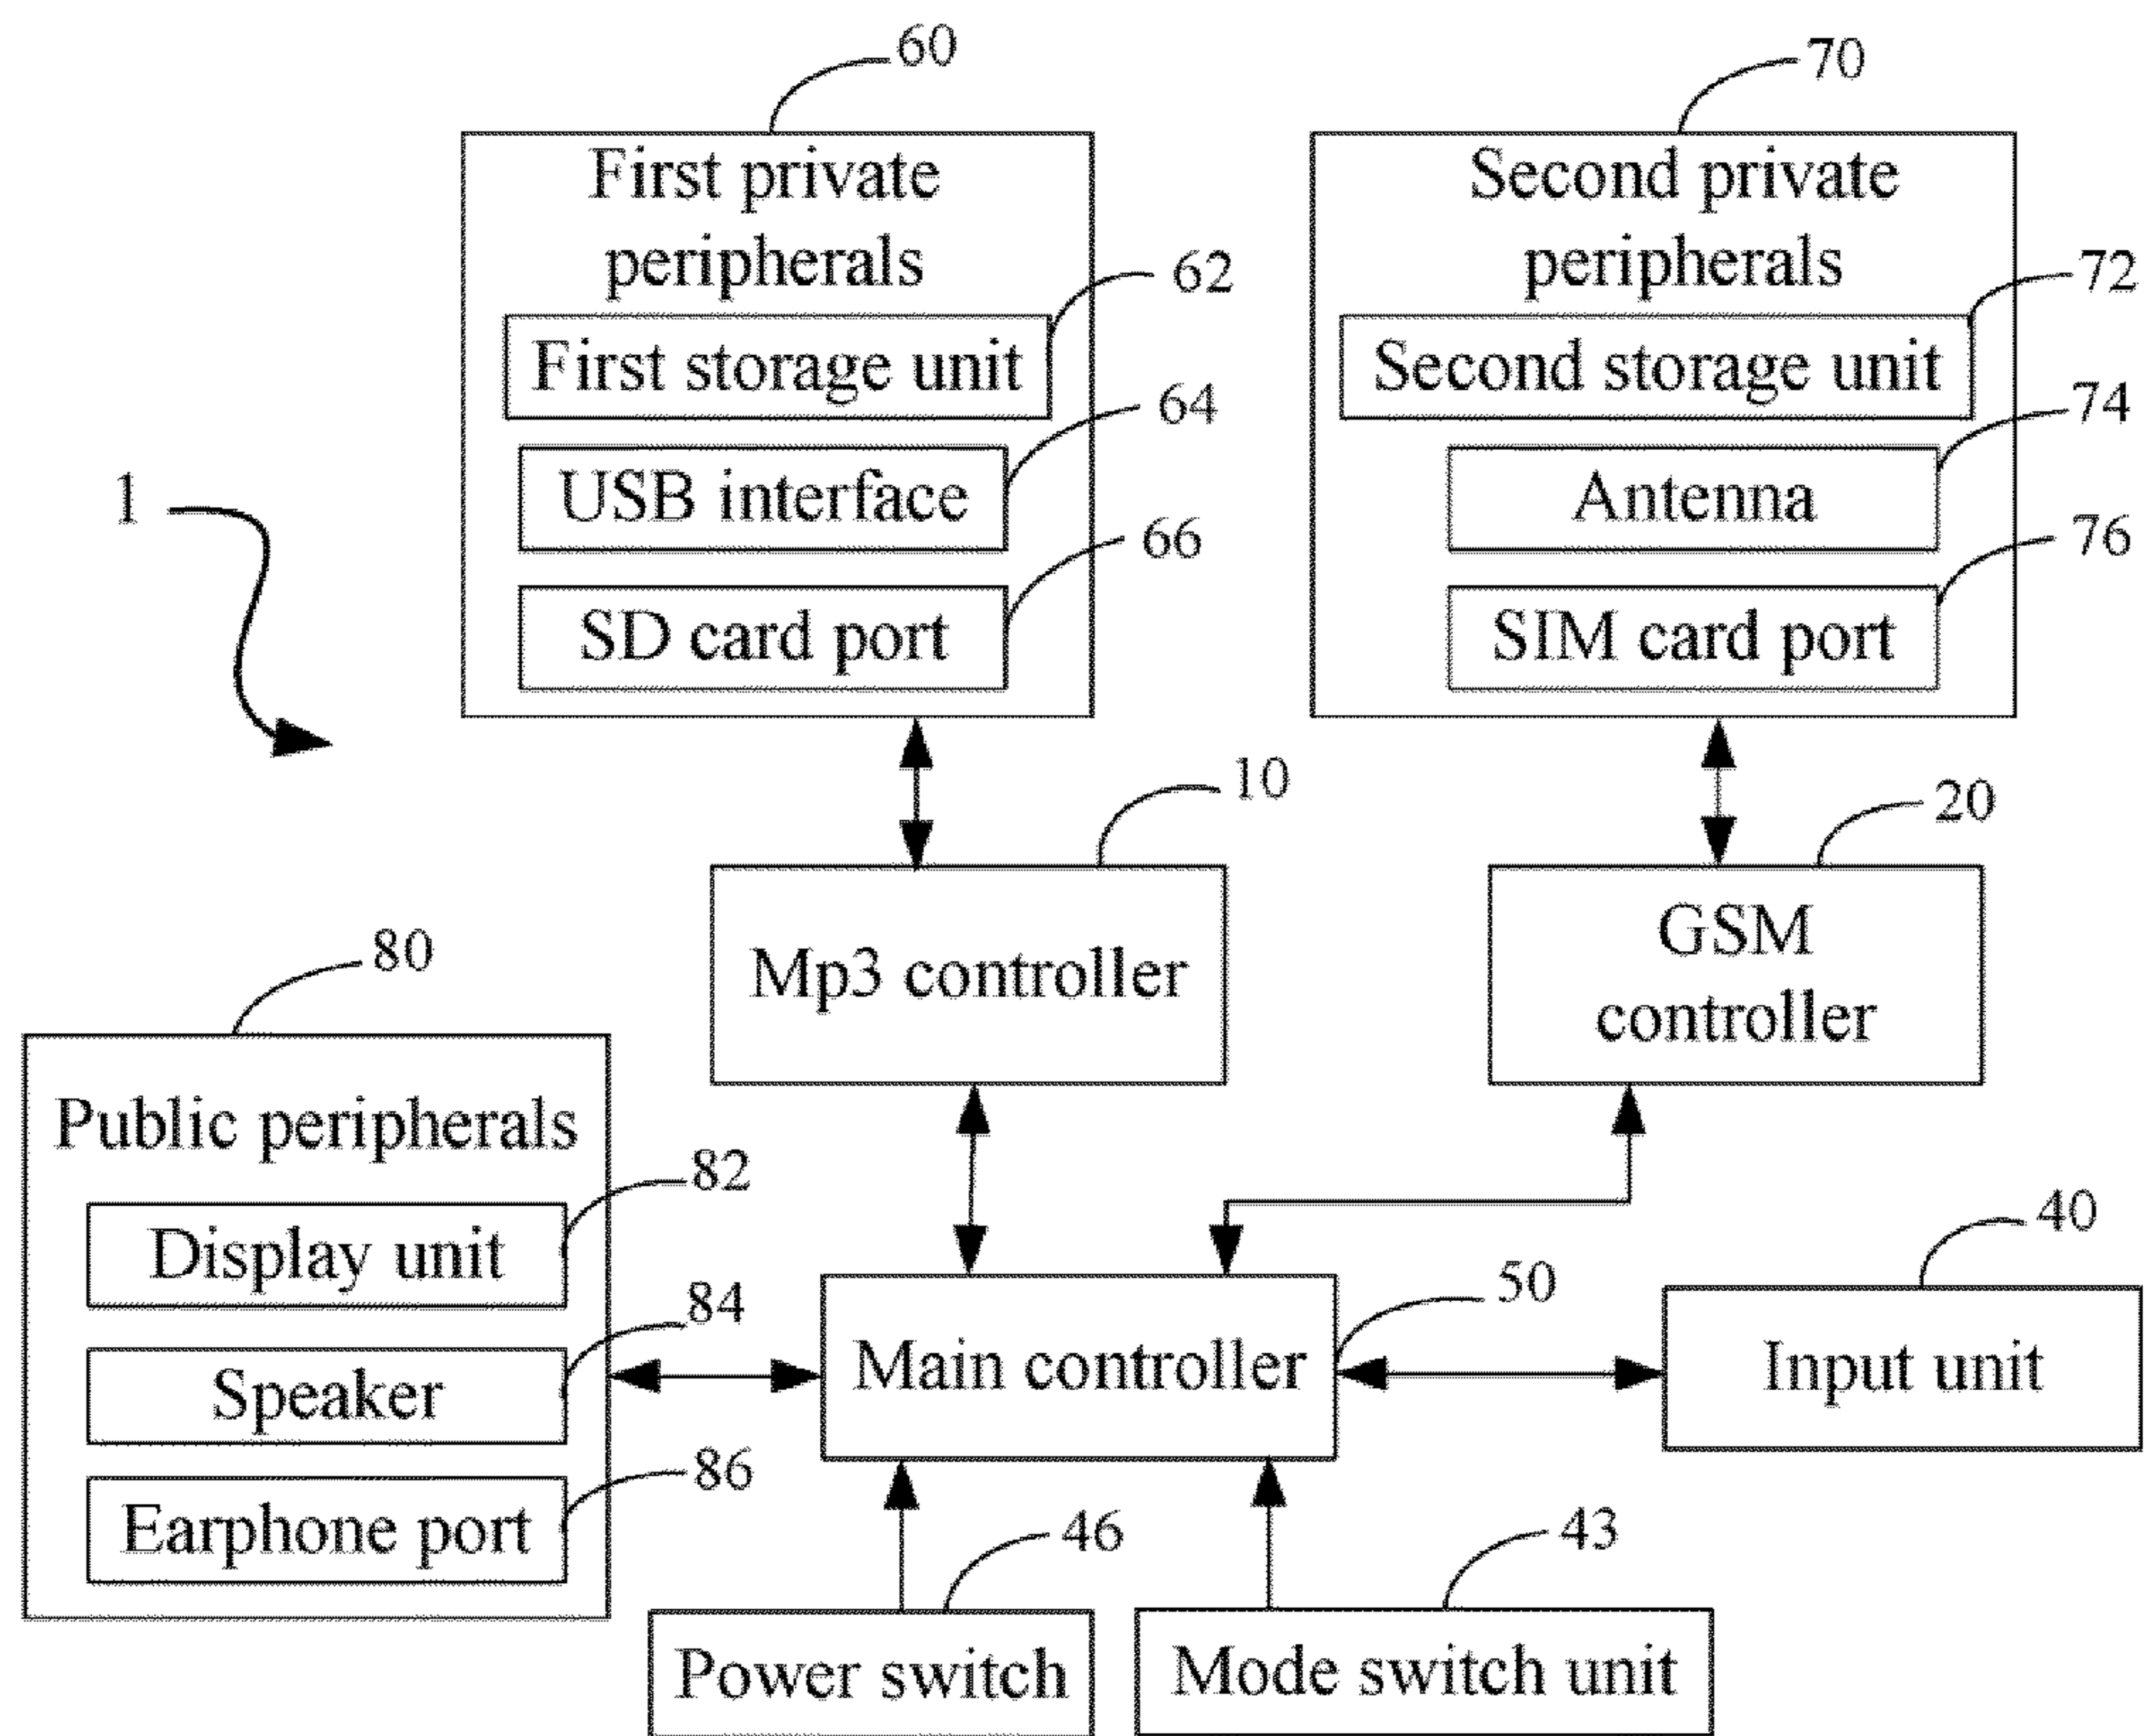 60
70
First private
peripherals
Second private
peripherals
62
72
First storage unit
Second storage unit
64
74
USB interface
Antenna
1
66
76
SD card port
SIM card port
10
20
Mp3 controller
GSM
controller
80
Public peripherals
82
Display unit
40
50
84
Main controller
Input unit
Speaker
86
Earphone port
46
43
Power switch
Mode switch unit